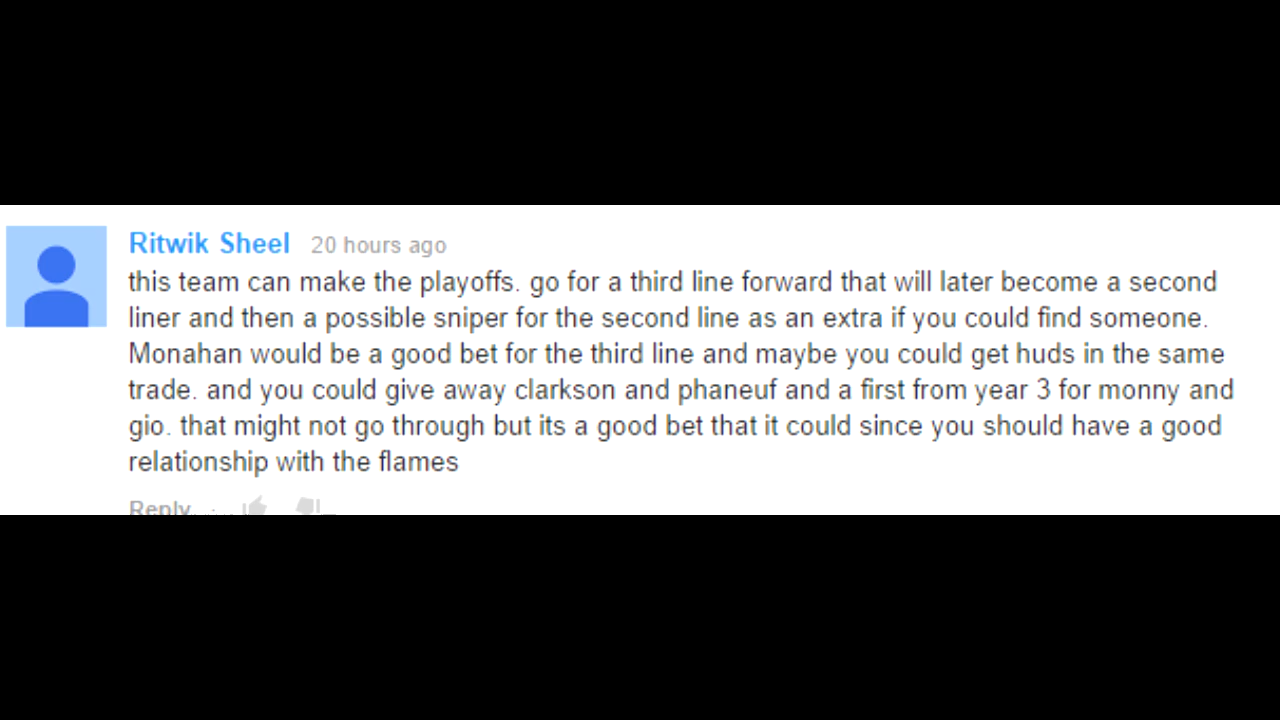 Ritwik Sheel 20 hours ago
this team can make the playoffs. go for a third line forward that will later become a second
liner and then a possible sniper for the second line as an extra if you could find someone.
Monahan would be a good bet for the third line and maybe you could get huds in the same
trade. and you could give away clarkson and phaneuf and a first from year 3 for monny and
gio. that might not go through but its a good bet that it could since you should have a good
relationship with the flames
Reply